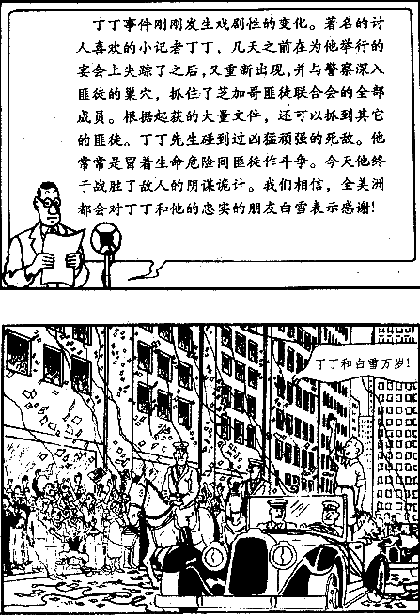 丁丁事件刚刚发生戏剧性的变化。著名的讨
人喜欢的小记者丁丁，几天之前在为他举行的
宴会上失踪了之后，又重新出现，并与警察深入
匪徒的巢穴，抓住了芝加哥匪徒联合会的全部
成员。根据起获的大量文件，还可以抓到其它
的匪徒。丁丁先生碰到过凶猛顽强的死敌。他
常常是冒着生命危险同匪徒作斗争。今天他终
于战胜了敌人的阴谋诡计。我们相信，全美洲
都会对丁丁和他的忠实的朋友白雪表示感谢！
丁丁和白雪万岁！